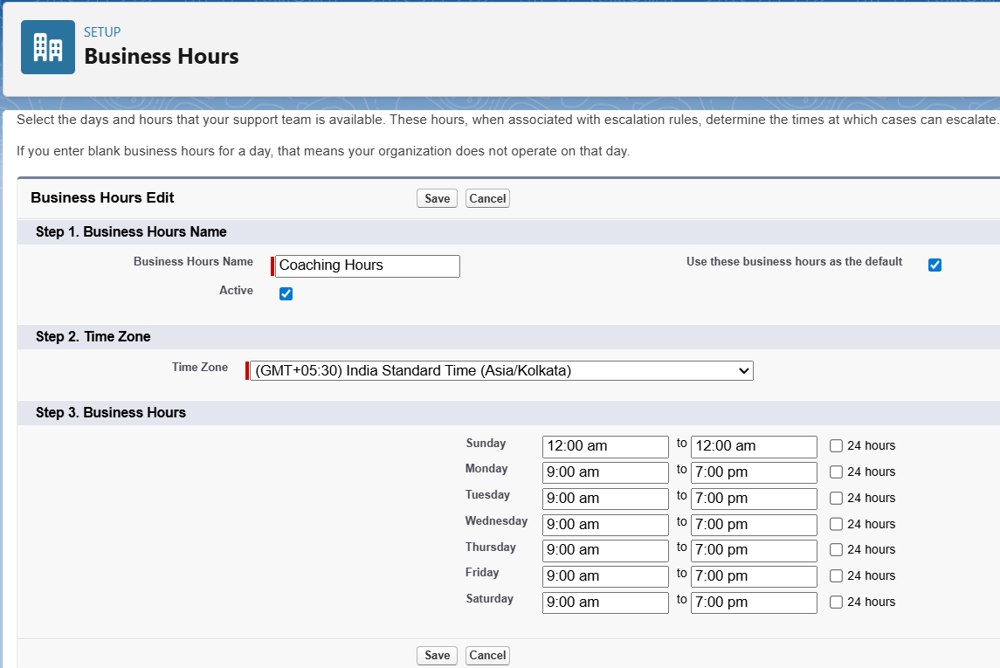 SETUP
Business Hours
Select the days and hours that your support team is available. These hours, when associated with escalation rules, determine the times at which cases can escalate.
If you enter blank business hours for a day, that means your organization does not operate on that day.
Business Hours Edit Save Cancel
Step 1. Business Hours Name
Business Hours Name Coaching Hours Use these business hours as the default
Active
Step 2. Time Zone
Time Zone (GMT+05:30) India Standard Time (Asia/Kolkata)
Step 3. Business Hours
Sunday 12:00 am to 12:00 am 24 hours
Monday 9:00 am to 7:00 pm 24 hours
Tuesday 9:00 am to 7:00 pm 24 hours
Wednesday 9:00 am to 7:00 pm 24 hours
Thursday 9:00 am to 7:00 pm 24 hours
Friday 9:00 am to 7:00 pm 24 hours
Saturday 9:00 am to 7:00 pm 24 hours
Save Cancel